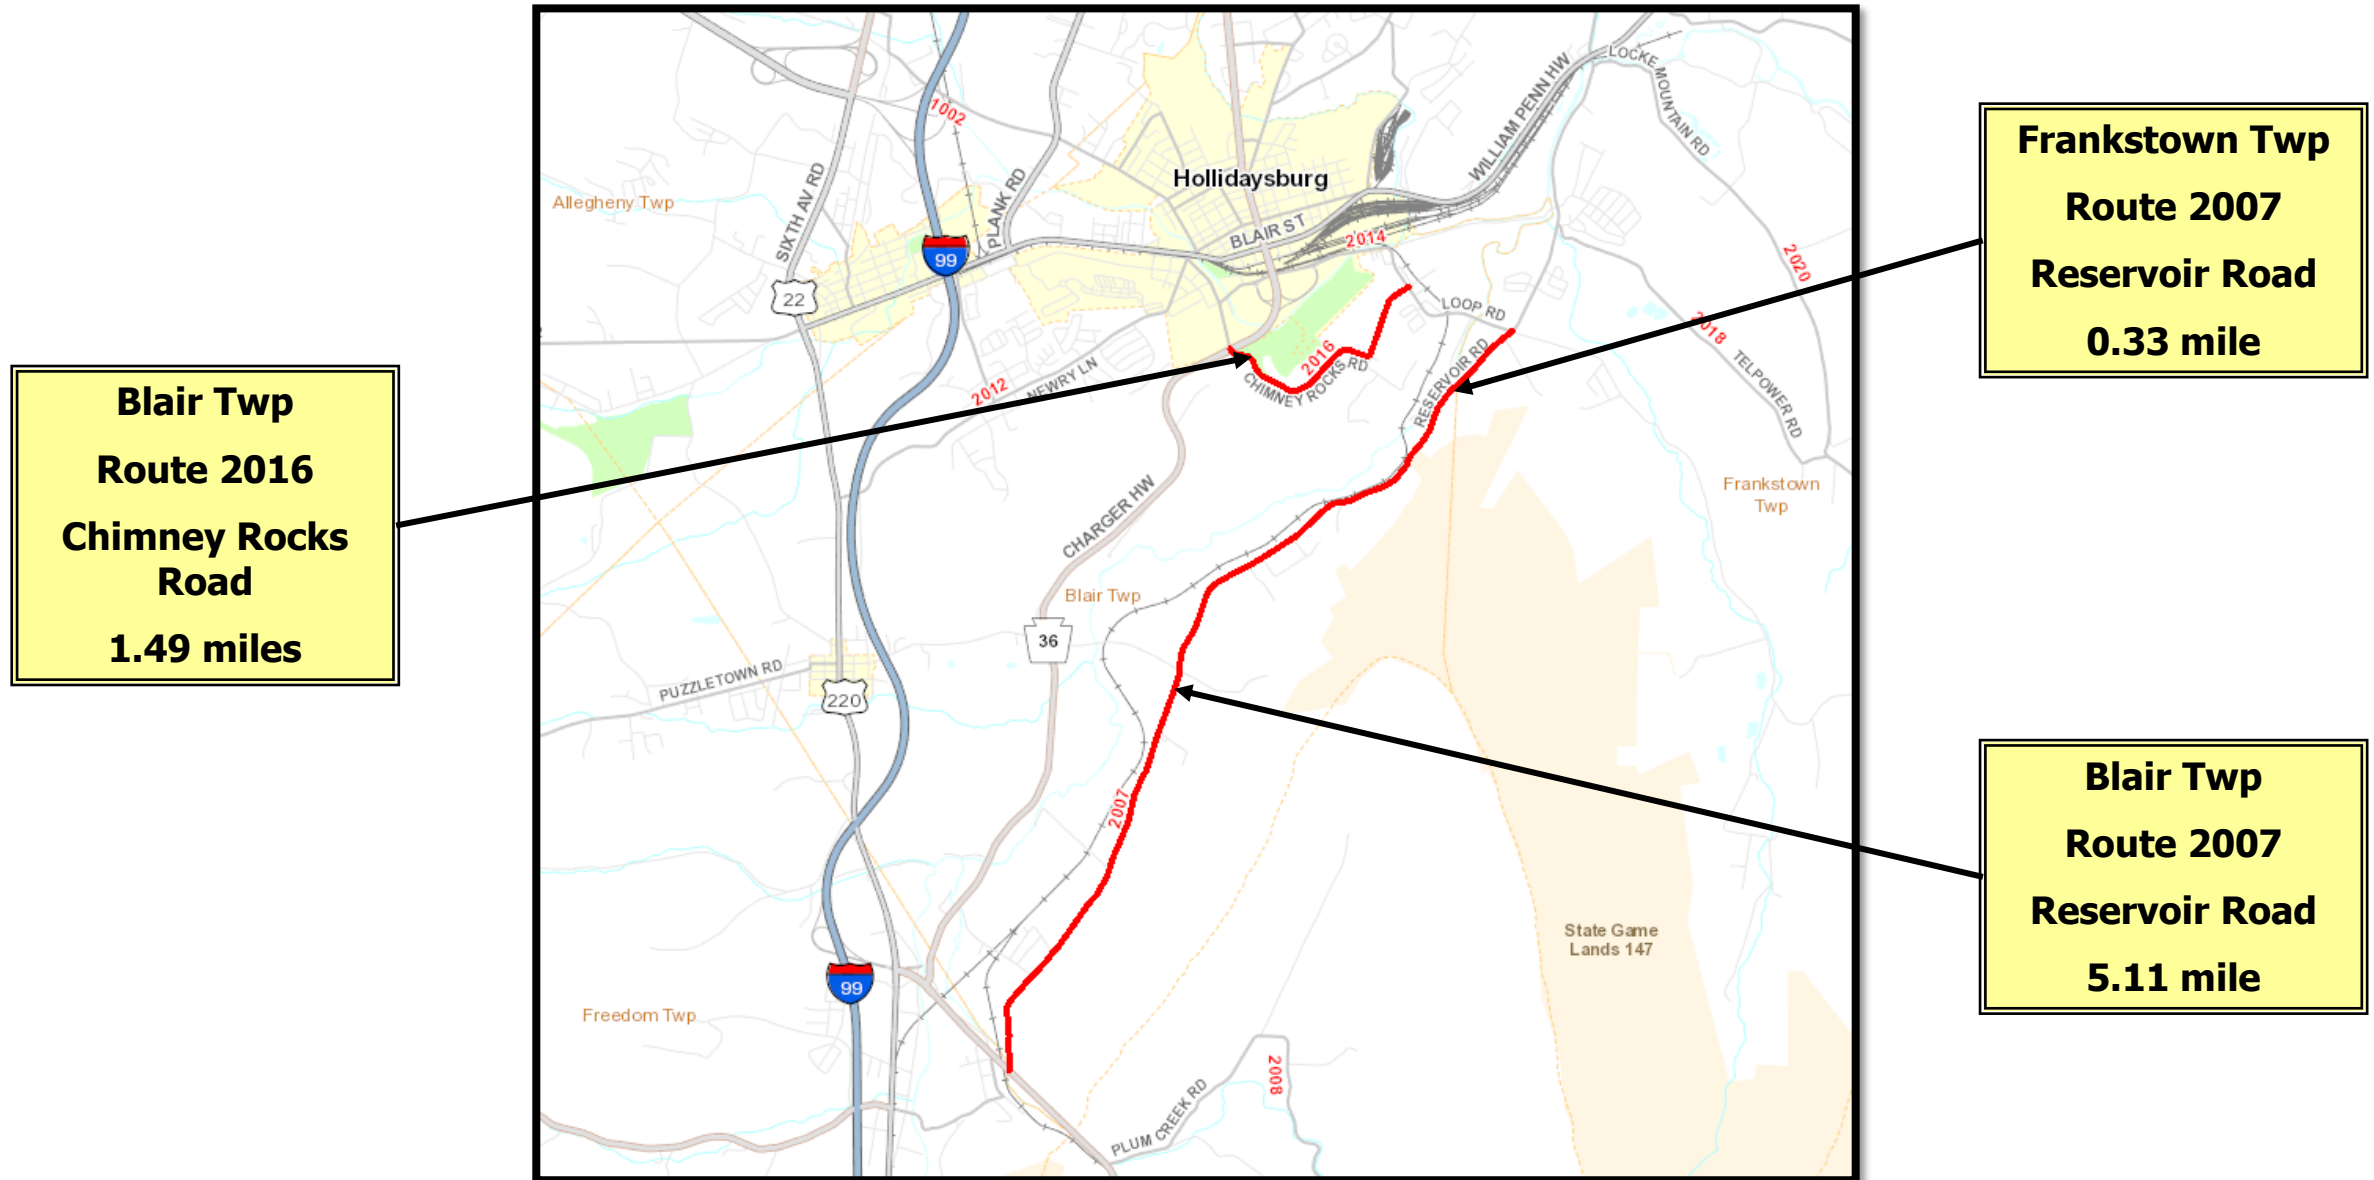 Blair Twp
Route 2016
Chimney Rocks
Road
1.49 miles
Frankstown Twp
Route 2007
Reservoir Road
0.33 mile
Blair Twp
Route 2007
Reservoir Road
5.11 mile
1002
LOCKE MOUNTAIN RD
WILLIAM PENN HW
Allegheny Twp
SIXTH AV RD
PLANK RD
Hollidaysburg
BLAIR ST
2014
99
22
2020
LOOP RD
2018
TELPOWER RD
2016
CHIMNEY ROCKS RD
RESERVOIR RD
2012
NEWRY LN
CHARGER HW
Frankstown
Twp
Blair Twp
36
PUZZLETOWN RD
220
2007
State Game
Lands 147
99
Freedom Twp
2008
PLUM CREEK RD